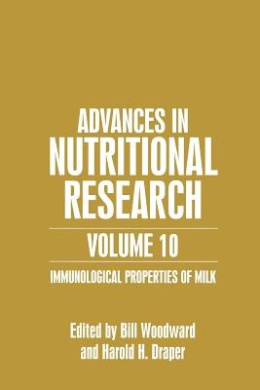 ADVANCES IN
NUTRITIONAL
RESEARCH
VOLUME 10
IMMUNOLOGICAL PROPERTIES OF MILK
Edited by Bill Woodward
and Harold H. Draper